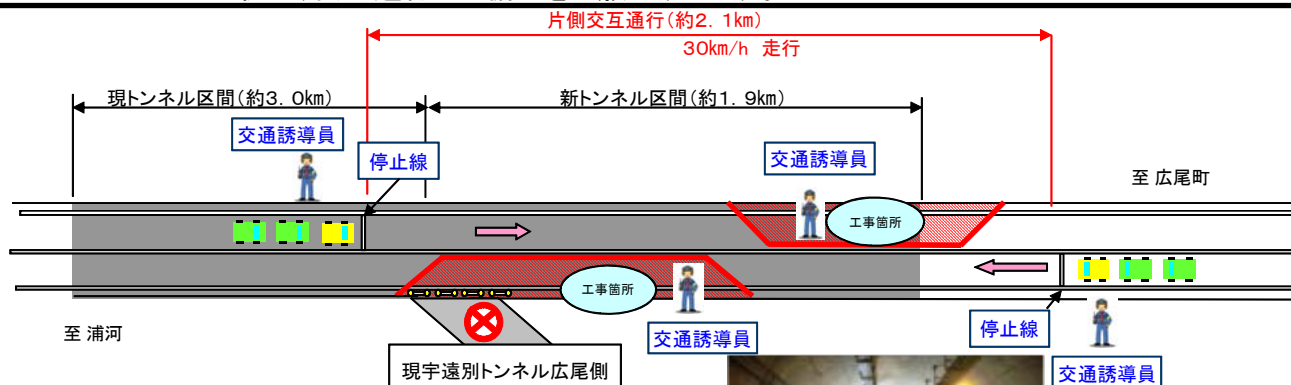 片側交互通行(約2．1km)
30km/h 走行
現トンネル区間(約3．0km)
新トンネル区間(約1．9km)
交通誘導員
停止線
交通誘導員
至 広尾町
工事箇所
工事箇所
至 浦河
交通誘導員
停止線
現宇遠別トンネル広尾側
交通誘導員